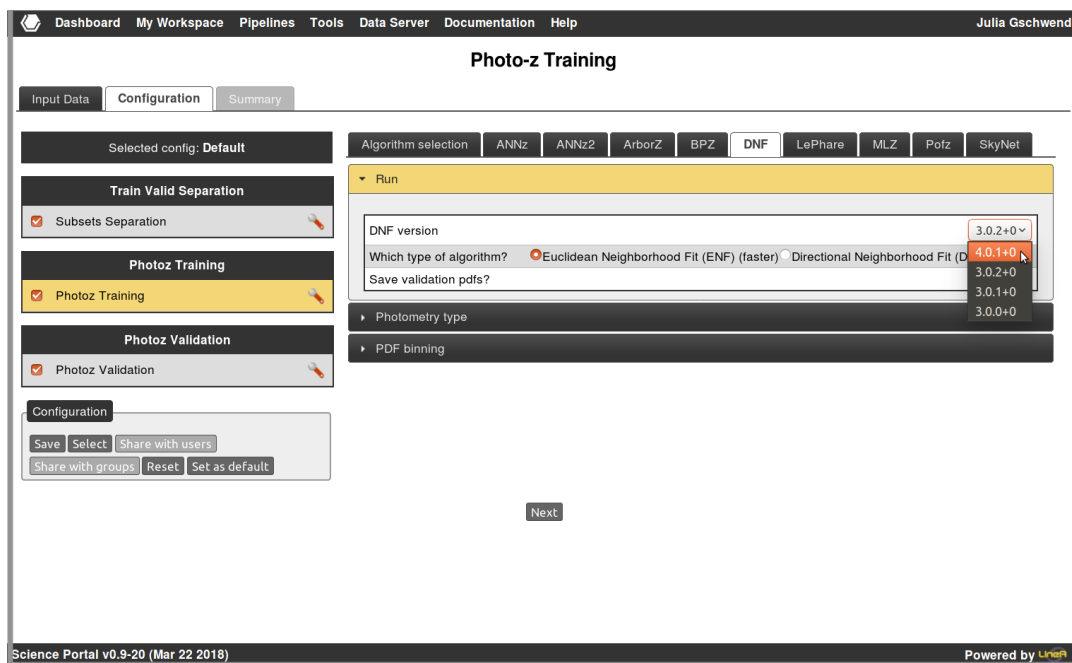 Dashboard My Workspace Pipelines Tools Data Server Documentation Help Julia Gschwend
Photo-z Training
Input Data Configuration Summary
Selected config: Default
Train Valid Separation
Subsets Separation
Photoz Training
Photoz Training
Photoz Validation
Photoz Validation
Configuration
Save Select Share with users
Share with groups Reset Set as default
Algorithm selection ANNz ANNz2 ArborZ BPZ DNF LePhare MLZ Pofz SkyNet
Run
DNF version 3.0.2+0
Which type of algorithm? Euclidean Neighborhood Fit (ENF) (faster) Directional Neighborhood Fit (D
Save validation pdfs?
4.0.1+0
3.0.2+0
3.0.1+0
3.0.0+0
Photometry type
PDF binning
Next
Science Portal v0.9-20 (Mar 22 2018) Powered by LIneA